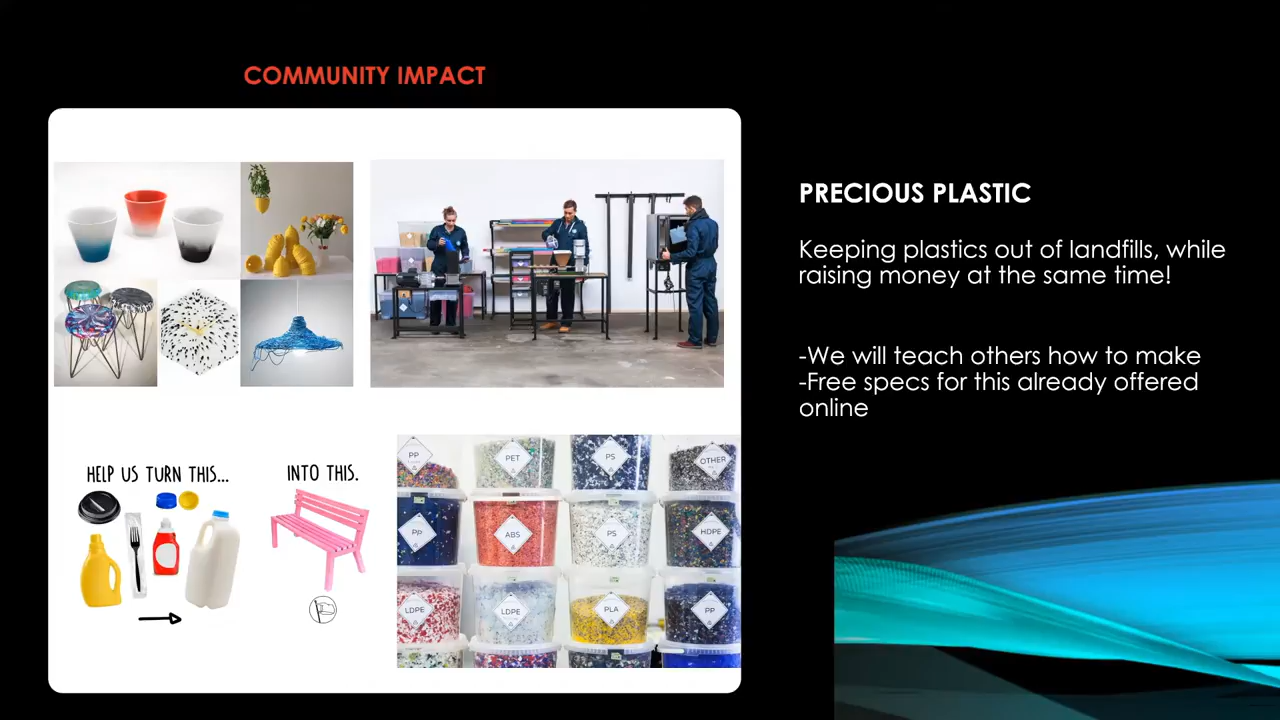 COMMUNITY IMPACT
PRECIOUS PLASTIC
Keeping plastics out of landfills, while
raising money at the same time!
-We will teach others how to make
-Free specs for this already offered
online
HELP US TURN THIS...
INTO THIS.
PP
PET
PS
OTHER
PP
ABS
PS
HDPE
LDPE
LDPE
PLA
PP